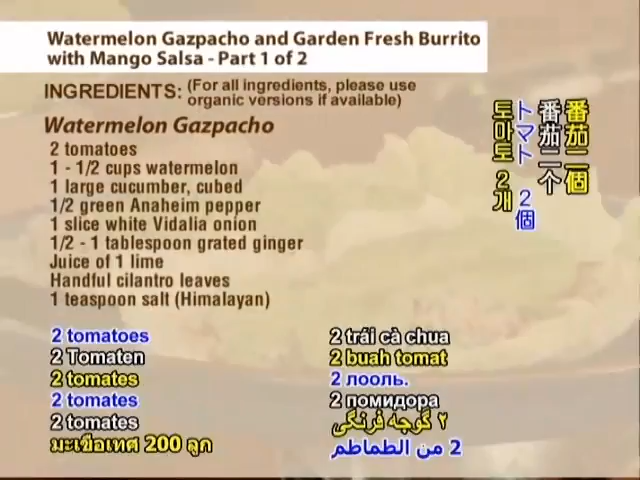 Watermelon Gazpacho and Garden Fresh Burrito
with Mango Salsa - Part 1 of 2
INGREDIENTS: (For all ingredients, please use
organic versions if available)
Watermelon Gazpacho
2 tomatoes
1 - 1/2 cups watermelon
1 large cucumber, cubed
1/2 green Anaheim pepper
1 slice white Vidalia onion
1/2 - 1 tablespoon grated ginger
Juice of 1 lime
Handful cilantro leaves
1 teaspoon salt (Himalayan)
番茄二個
番茄二个
トマト 2個
토마토 2개
2 tomatoes
2 Tomaten
2 tomates
2 tomates
2 tomates
มะเขือเทศ 200 ลูก
2 trái cà chua
2 buah tomat
2 лооль.
2 помидора
۲ گوجه فرنگی
2 من الطماطم